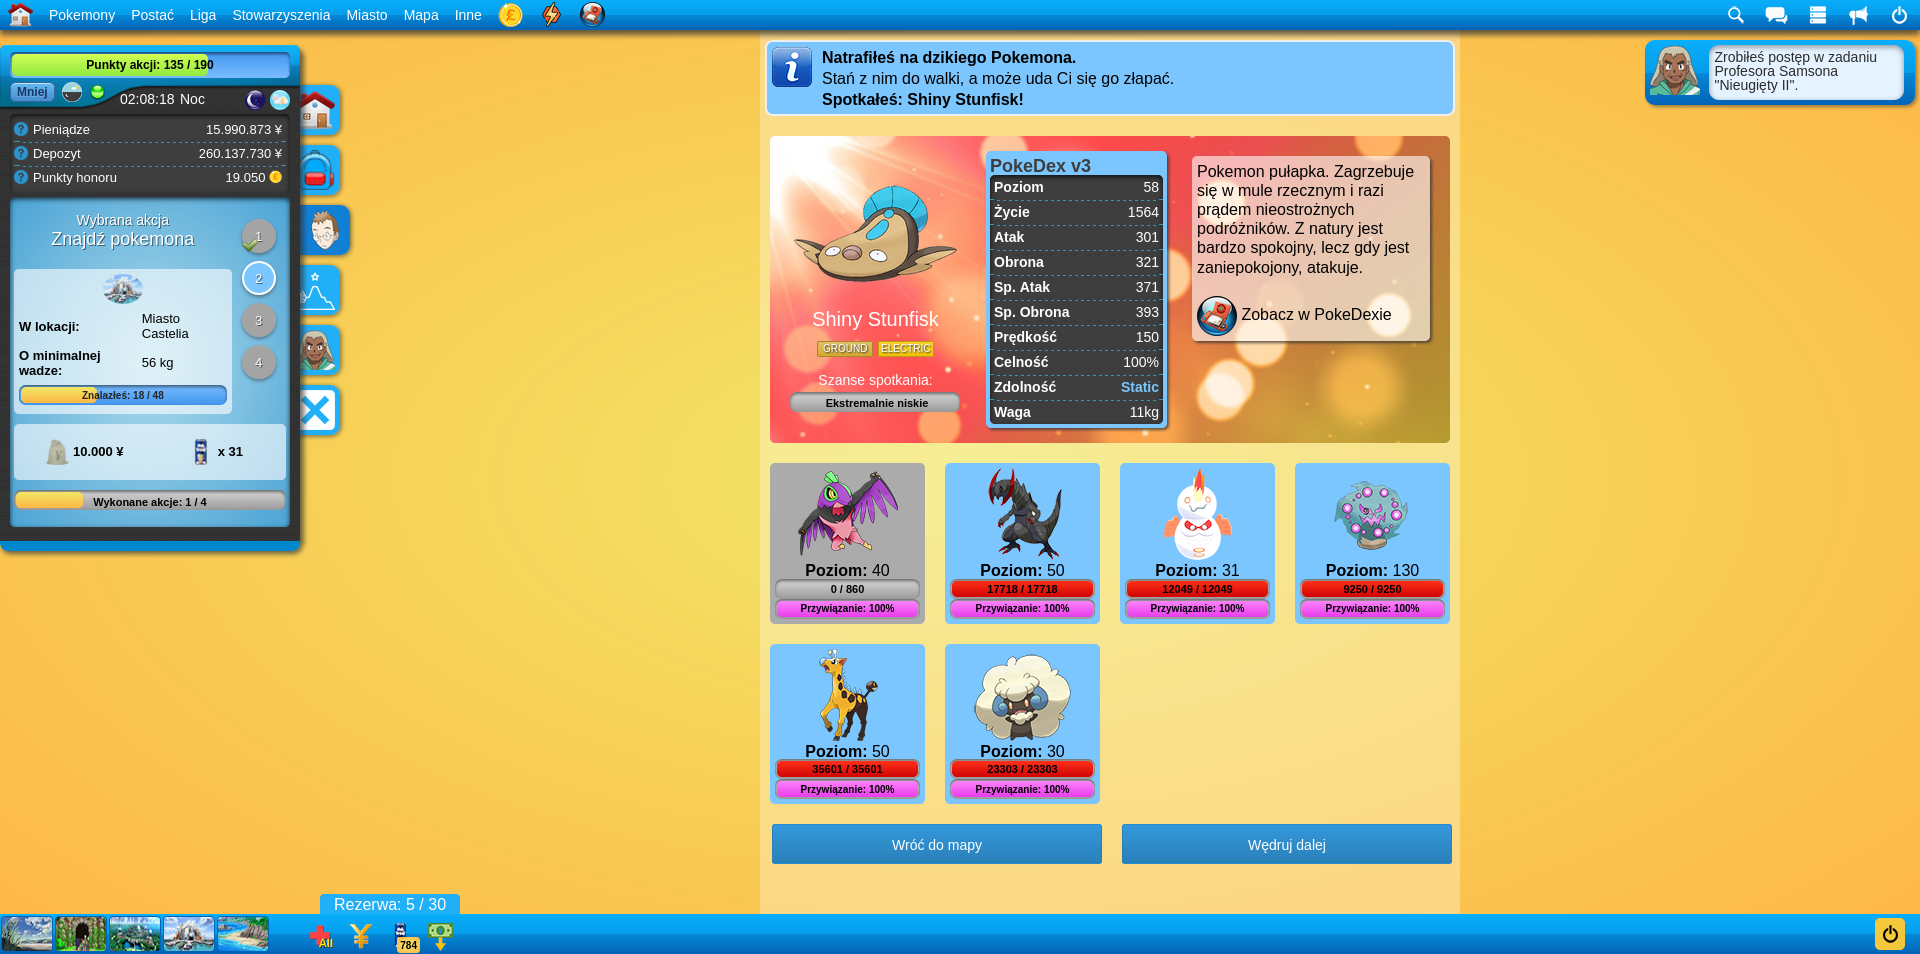 Pokemony Postać Liga Stowarzyszenia Miasto Mapa Inne
Punkty akcji: 135 / 190
Mniej
02:08:18 Noc
Pieniądze 15.990.873 ¥
Depozyt 260.137.730 ¥
Punkty honoru 19.050
Wybrana akcja
Znajdź pokemona
1
2
3
4
W lokacji: Miasto
Castelia
O minimalnej
wadze: 56 kg
Znalazłeś: 18 / 48
10.000 ¥ x 31
Wykonane akcje: 1 / 4
Natrafiłeś na dzikiego Pokemona.
Stań z nim do walki, a może uda Ci się go złapać.
Spotkałeś: Shiny Stunfisk!
Shiny Stunfisk
GROUND ELECTRIC
Szanse spotkania:
Ekstremalnie niskie
PokeDex v3
Poziom 58
Życie 1564
Atak 301
Obrona 321
Sp. Atak 371
Sp. Obrona 393
Prędkość 150
Celność 100%
Zdolność Static
Waga 11kg
Pokemon pułapka. Zagrzebuje
się w mule rzecznym i razi
prądem nieostrożnych
podróżników. Z natury jest
bardzo spokojny, lecz gdy jest
zaniepokojony, atakuje.
Zobacz w PokeDexie
Poziom: 40
0 / 860
Przywiązanie: 100%
Poziom: 50
17718 / 17718
Przywiązanie: 100%
Poziom: 31
12049 / 12049
Przywiązanie: 100%
Poziom: 130
9250 / 9250
Przywiązanie: 100%
Poziom: 50
35601 / 35601
Przywiązanie: 100%
Poziom: 30
23303 / 23303
Przywiązanie: 100%
Wróć do mapy
Wędruj dalej
Zrobiłeś postęp w zadaniu
Profesora Samsona
"Nieugięty II".
Rezerwa: 5 / 30
All
784